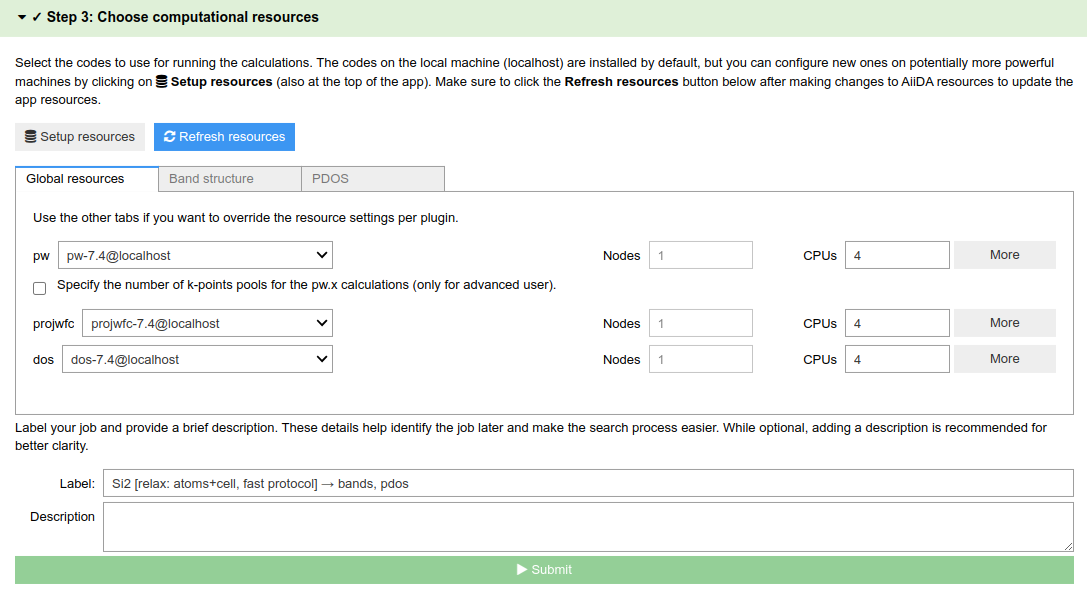 ✓ Step 3: Choose computational resources
Select the codes to use for running the calculations. The codes on the local machine (localhost) are installed by default, but you can configure new ones on potentially more powerful
machines by clicking on Setup resources (also at the top of the app). Make sure to click the Refresh resources button below after making changes to AiiDA resources to update the
app resources.
Setup resources Refresh resources
Global resources Band structure PDOS
Use the other tabs if you want to override the resource settings per plugin.
pw pw-7.4@localhost Nodes 1 CPUs 4 More
Specify the number of k-points pools for the pw.x calculations (only for advanced user).
projwfc projwfc-7.4@localhost Nodes 1 CPUs 4 More
dos dos-7.4@localhost Nodes 1 CPUs 4 More
Label your job and provide a brief description. These details help identify the job later and make the search process easier. While optional, adding a description is recommended for
better clarity.
Label: Si2 [relax: atoms+cell, fast protocol] → bands, pdos
Description
Submit